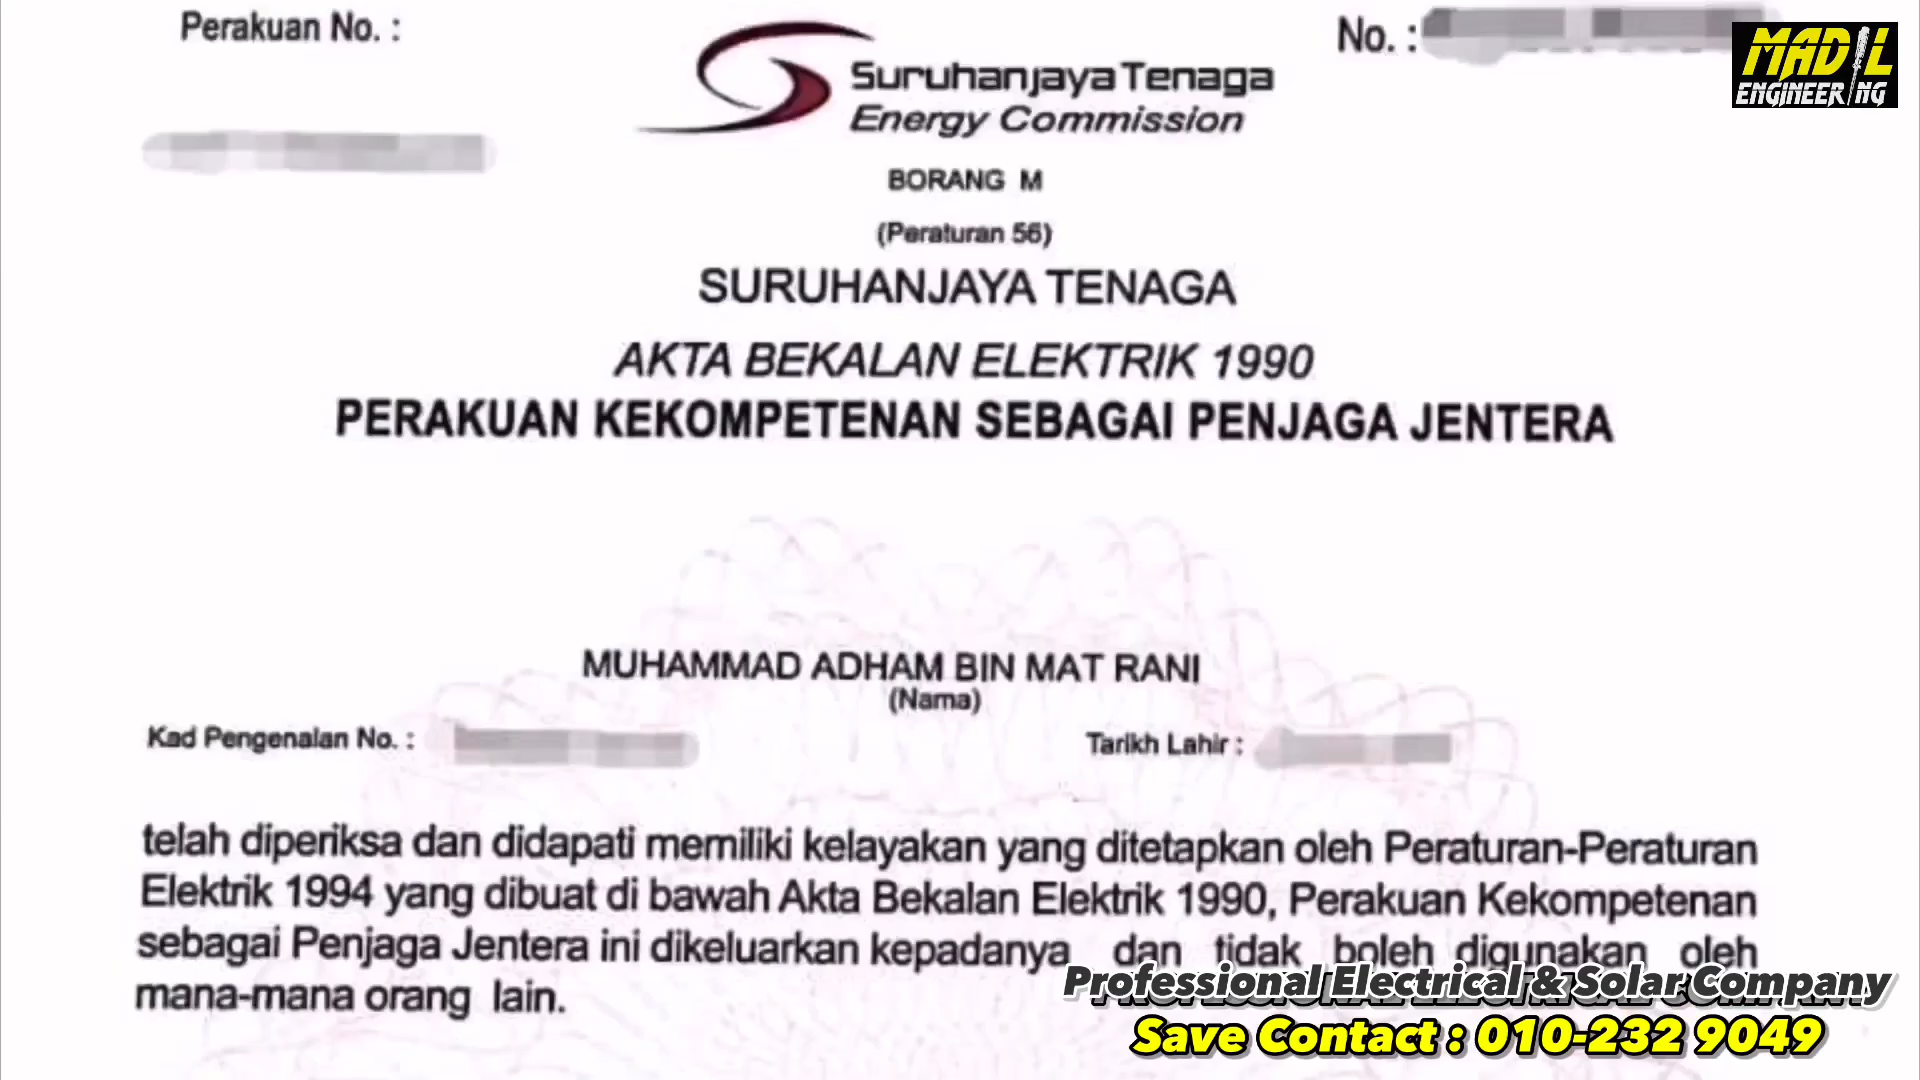 Perakuan No. :
No. :
MADIL
ENGINEERING
Suruhanjaya Tenaga
Energy Commission
BORANG M
(Peraturan 56)
SURUHANJAYA TENAGA
AKTA BEKALAN ELEKTRIK 1990
PERAKUAN KEKOMPETENAN SEBAGAI PENJAGA JENTERA
MUHAMMAD ADHAM BIN MAT RANI
(Nama)
Kad Pengenalan No. :
Tarikh Lahir :
telah diperiksa dan didapati memiliki kelayakan yang ditetapkan oleh Peraturan-Peraturan
Elektrik 1994 yang dibuat di bawah Akta Bekalan Elektrik 1990, Perakuan Kekompetenan
sebagai Penjaga Jentera ini dikeluarkan kepadanya dan tidak boleh digunakan oleh
mana-mana orang lain.
Professional Electrical & Solar Company
Save Contact : 010-232 9049